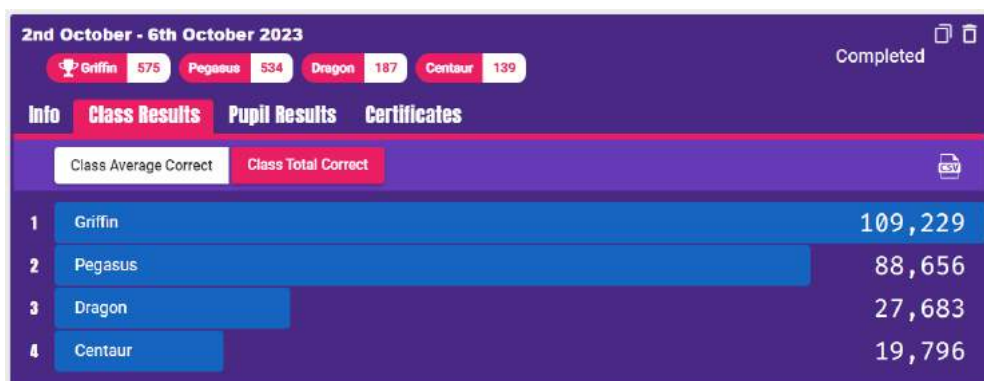 2nd October - 6th October 2023
Completed
Griffin 575 Pegasus 534 Dragon 187 Centaur 139
Info Class Results Pupil Results Certificates
Class Average Correct Class Total Correct CSV
1 Griffin 109,229
2 Pegasus 88,656
3 Dragon 27,683
4 Centaur 19,796